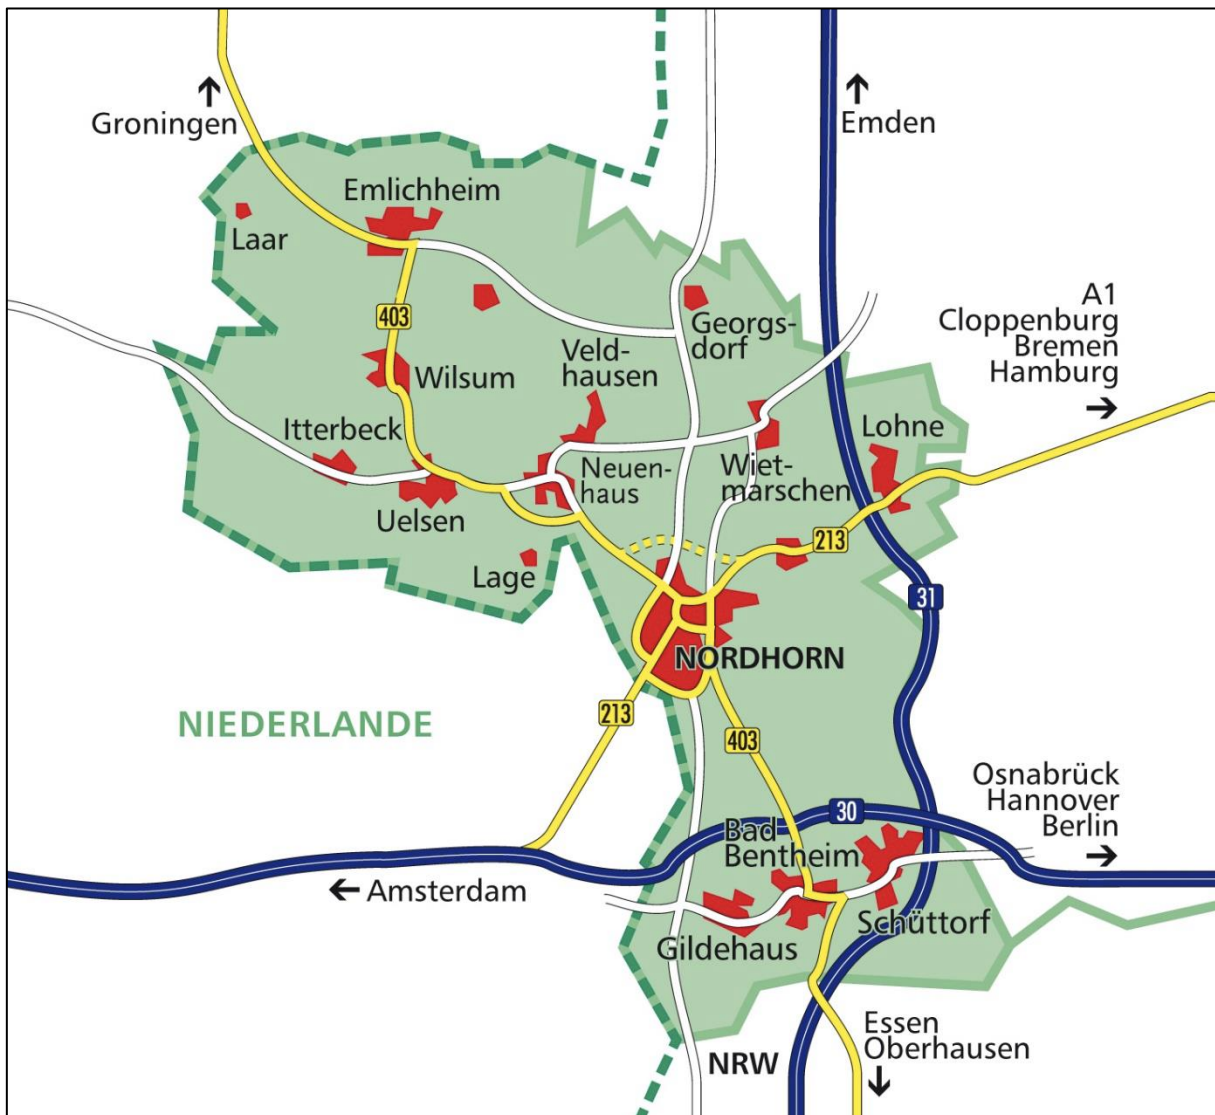 Groningen
Emden
Emlichheim
Laar
A1
Cloppenburg
Bremen
Hamburg
403
Georgs-
dorf
Veld-
hausen
Wilsum
Itterbeck
Lohne
Neuen-
haus
Wiet-
marschen
Uelsen
213
Lage
31
NORDHORN
NIEDERLANDE
213
403
Osnabrück
Hannover
Berlin
30
Bad
Bentheim
Amsterdam
Schüttorf
Gildehaus
Essen
Oberhausen
NRW